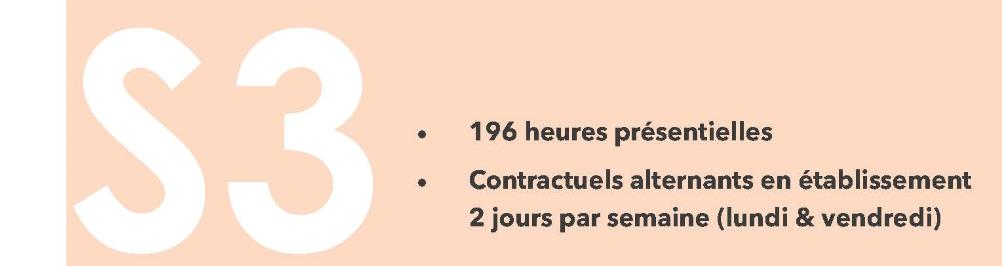 S3
• 196 heures présentielles
• Contractuels alternants en établissement
2 jours par semaine (lundi & vendredi)